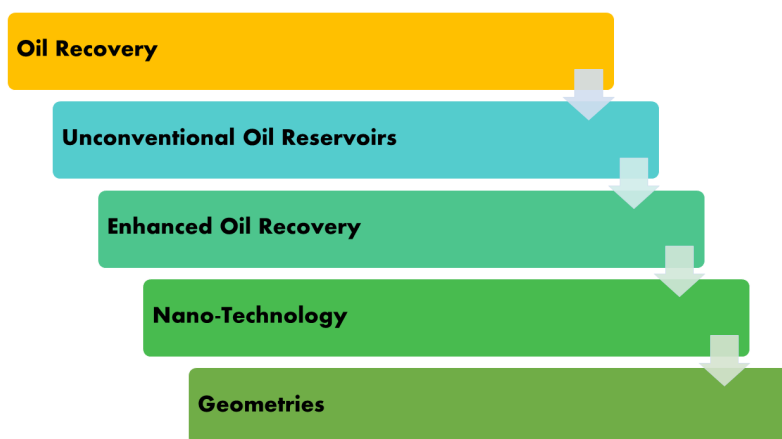 Oil Recovery
Unconventional Oil Reservoirs
Enhanced Oil Recovery
Nano-Technology
Geometries